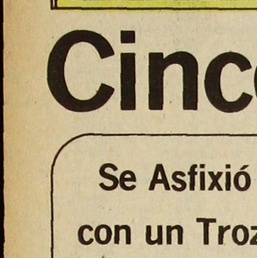 Cinc
Se Asfixió
con un Troz